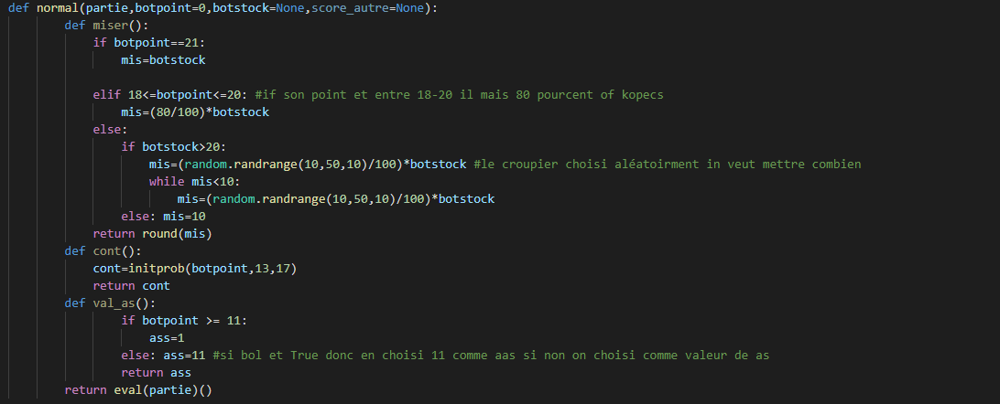 def normal(partie,botpoint=0,botstock=None,score_autre=None):
def miser():
if botpoint==21:
mis=botstock
elif 18<=botpoint<=20: #if son point et entre 18-20 il mais 80 pourcent of kopecs
mis=(80/100)*botstock
else:
if botstock>20:
mis=(random.randrange(10,50,10)/100)*botstock #le croupier choisi aléatoirment in veut mettre combien
while mis<10:
mis=(random.randrange(10,50,10)/100)*botstock
else: mis=10
return round(mis)
def cont():
cont=initprob(botpoint,13,17)
return cont
def val_as():
if botpoint >= 11:
ass=1
else: ass=11 #si bol et True donc en choisi 11 comme aas si non on choisi comme valeur de as
return ass
return eval(partie)()